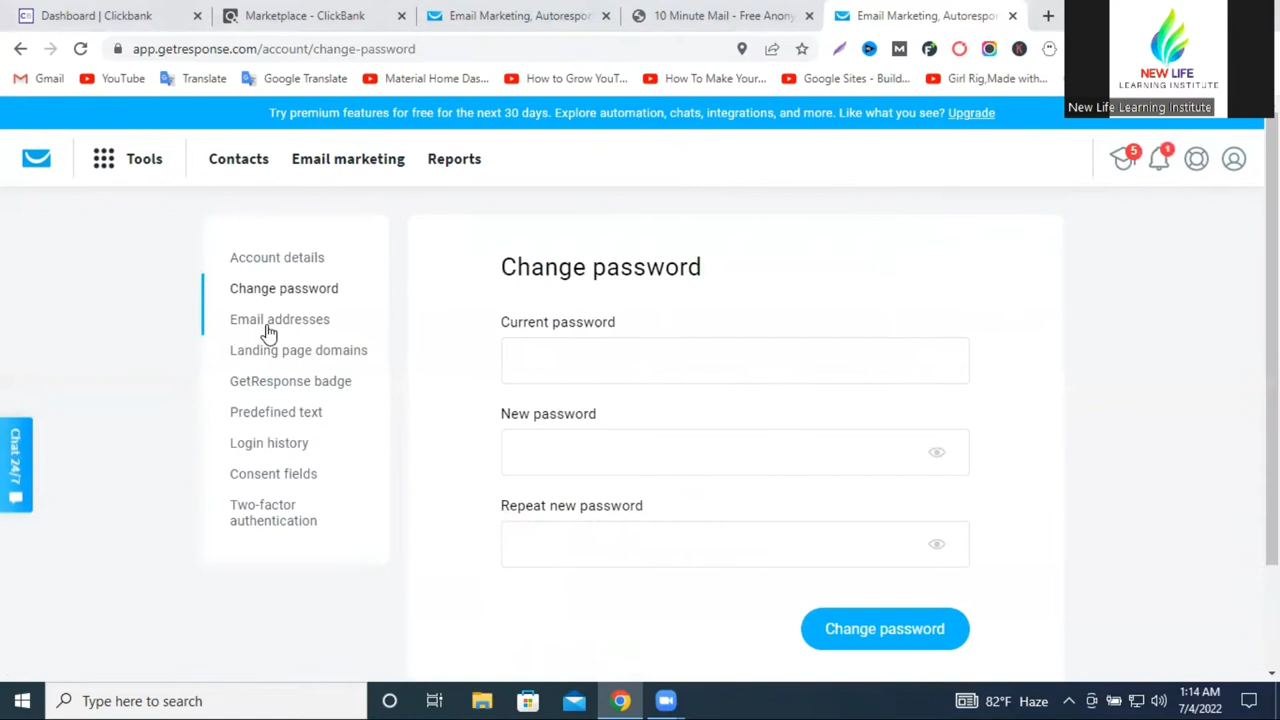 Dashboard | Clickbank
Marketplace - ClickBank
Email Marketing, Autorespor
10 Minute Mail - Free Anony
Email Marketing, Autorespor
app.getresponse.com/account/change-password
Gmail
YouTube
Translate
Google Translate
Material Home Das...
How to Grow YouT...
How To Make Your...
Google Sites - Build...
Girl Rig,Made with...
NEW LIFE
LEARNING INSTITUTE
New Life Learning Institute
Try premium features for free for the next 30 days. Explore automation, chats, integrations, and more. Like what you see? Upgrade
Tools
Contacts
Email marketing
Reports
5
1
Account details
Change password
Email addresses
Landing page domains
GetResponse badge
Predefined text
Login history
Consent fields
Two-factor
authentication
Change password
Current password
New password
Repeat new password
Change password
Chat 24/7
Type here to search
82°F Haze
1:14 AM
7/4/2022